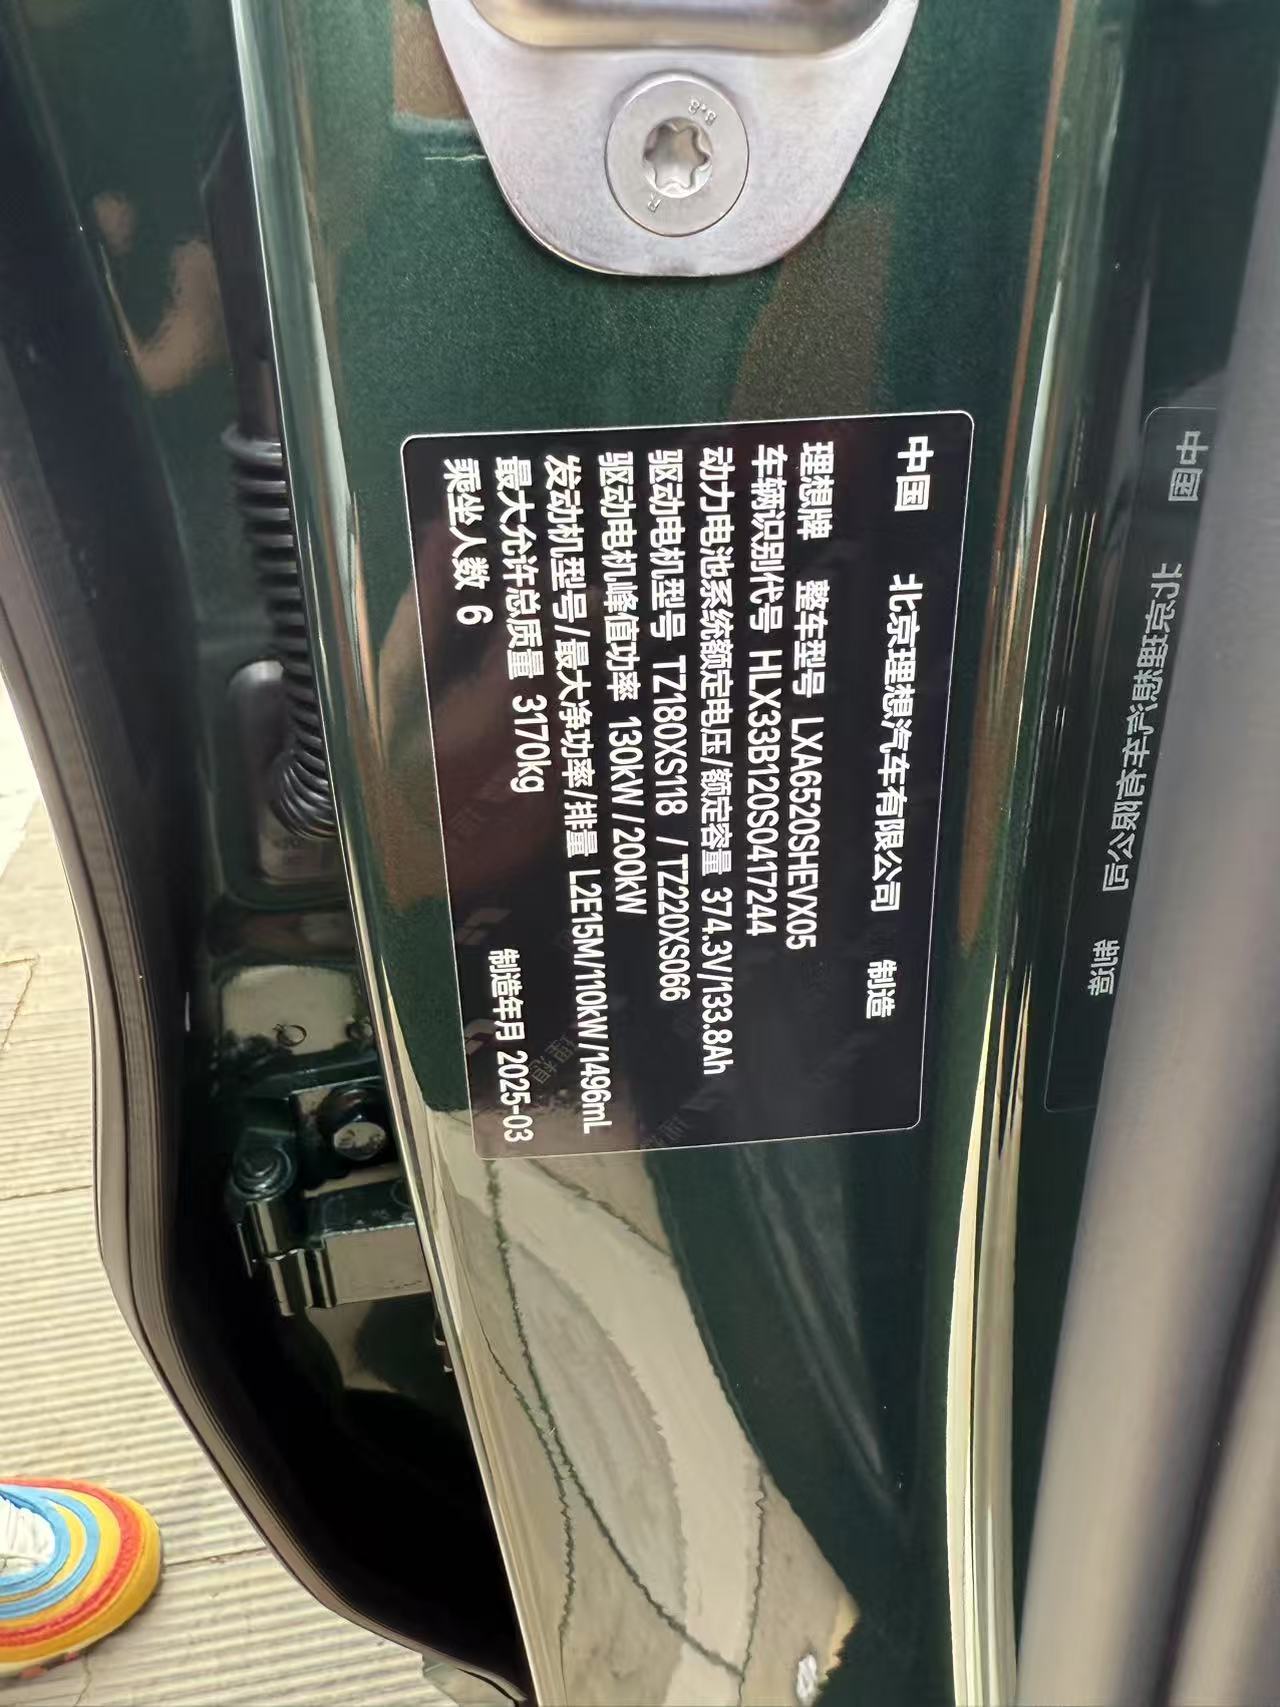 中国 北京理想汽车有限公司 制造
理想牌 整车型号 LXA6520SHEVX05
车辆识别代号 HLX33B120S0417244
动力电池系统额定电压/额定容量 374.3V/133.8Ah
驱动电机型号 TZ180XS118 / TZ220XS066
驱动电机峰值功率 130kW/200kW
发动机型号/最大净功率/排量 L2E15M/110kW/1496mL
最大允许总质量 3170kg 制造年月 2025-03
乘坐人数 6
8.8